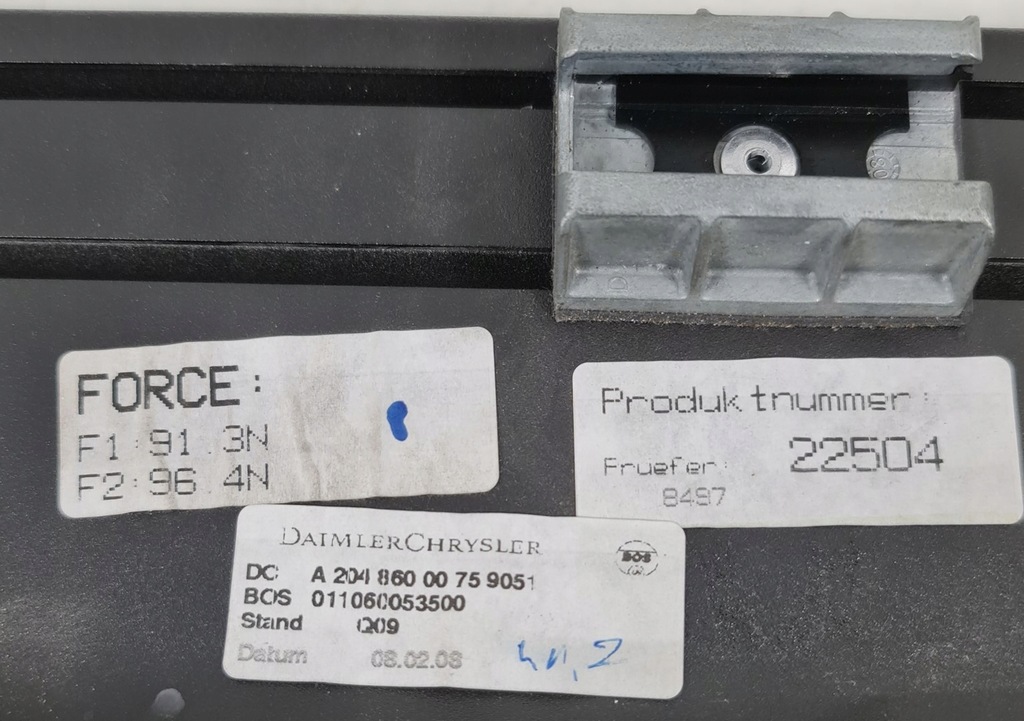 FORCE:
F1:91.3N
F2:96.4N
Produktnummer:
22504
Fruefer:
8497
DAIMLERCHRYSLER
BOS
DC: A 204 860 00 75 9051
BOS 011060053500
Stand Q09
Datum 08.02.08